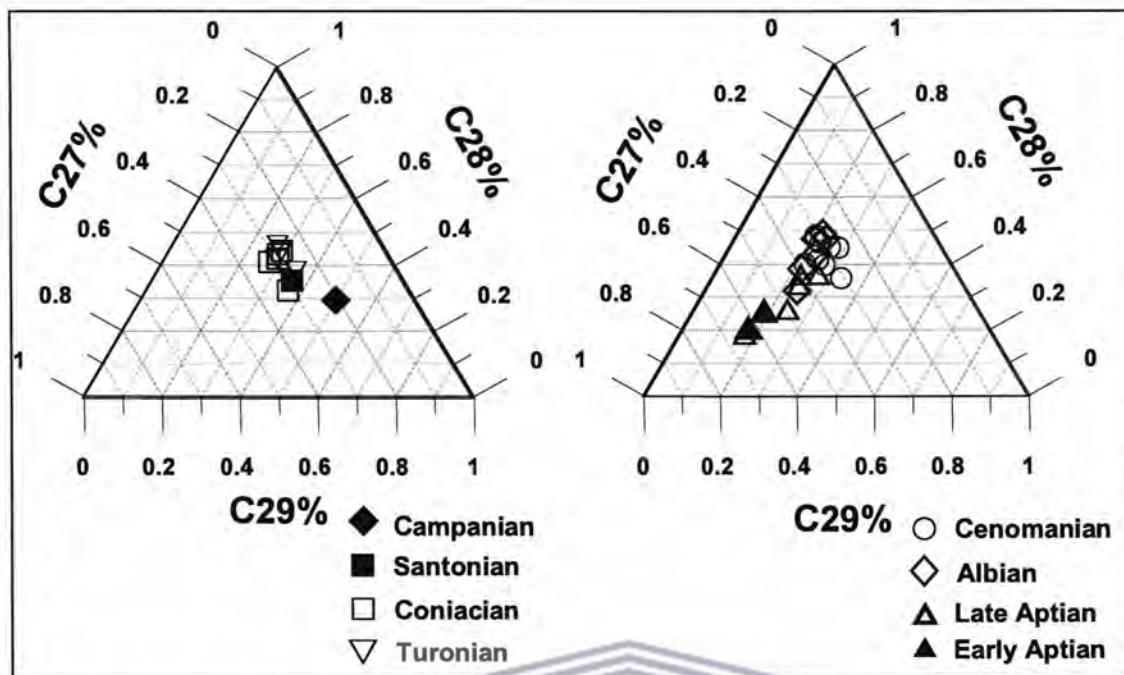 0 1
0.2 0.8
C27% C28%
0.4 0.6
0.6 0.4
0.8 0.2
1 0
0 0.2 0.4 0.6 0.8 1
C29%
Campanian
Santonian
Coniacian
Turonian
0 1
0.2 0.8
C27% C28%
0.4 0.6
0.6 0.4
0.8 0.2
1 0
0 0.2 0.4 0.6 0.8 1
C29%
Cenomanian
Albian
Late Aptian
Early Aptian